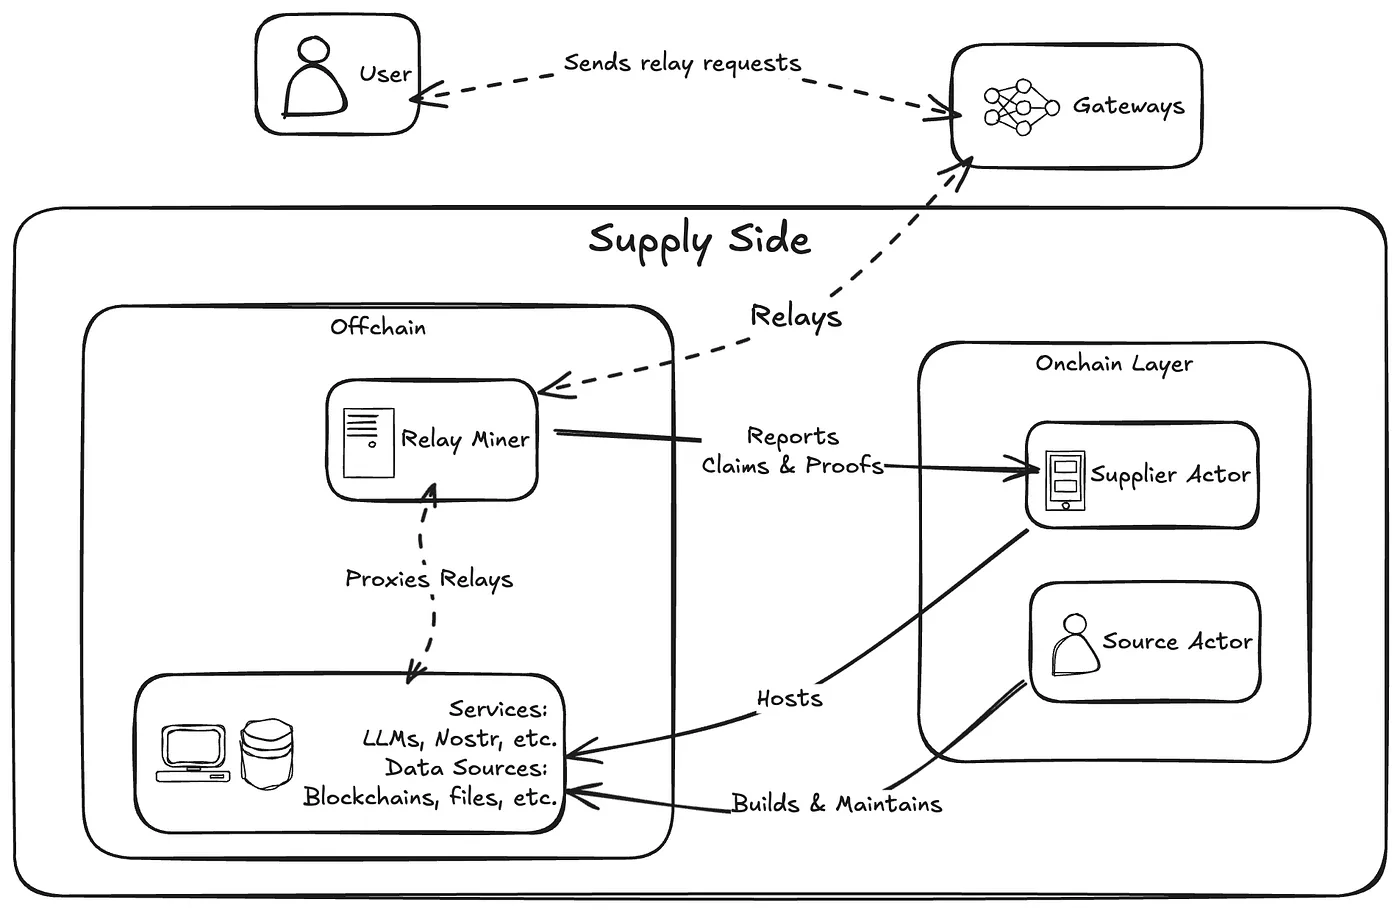 User
Sends relay requests
Gateways
Supply Side
Relays
Offchain
Onchain Layer
Relay Miner
Reports
Claims & Proofs
Supplier Actor
Proxies Relays
Source Actor
Hosts
Services:
LLMs, Nostr, etc.
Data Sources:
Blockchains, files, etc.
Builds & Maintains